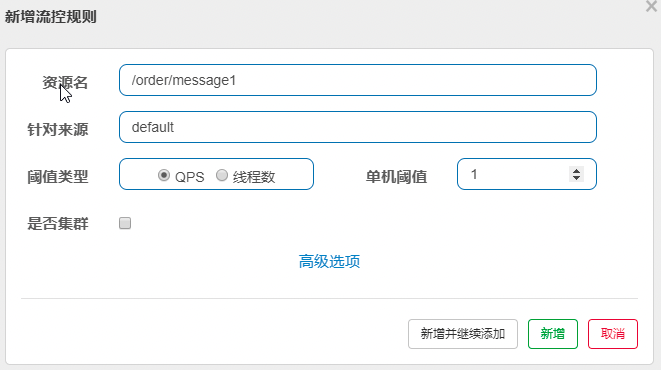 新增流控规则
资源名 /order/message1
针对来源 default
阈值类型 QPS 线程数 单机阈值 1
是否集群
高级选项
新增并继续添加 新增 取消